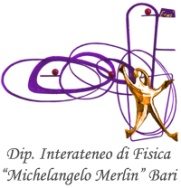 Dip. Interateneo di Fisica
“Michelangelo Merlin” Bari